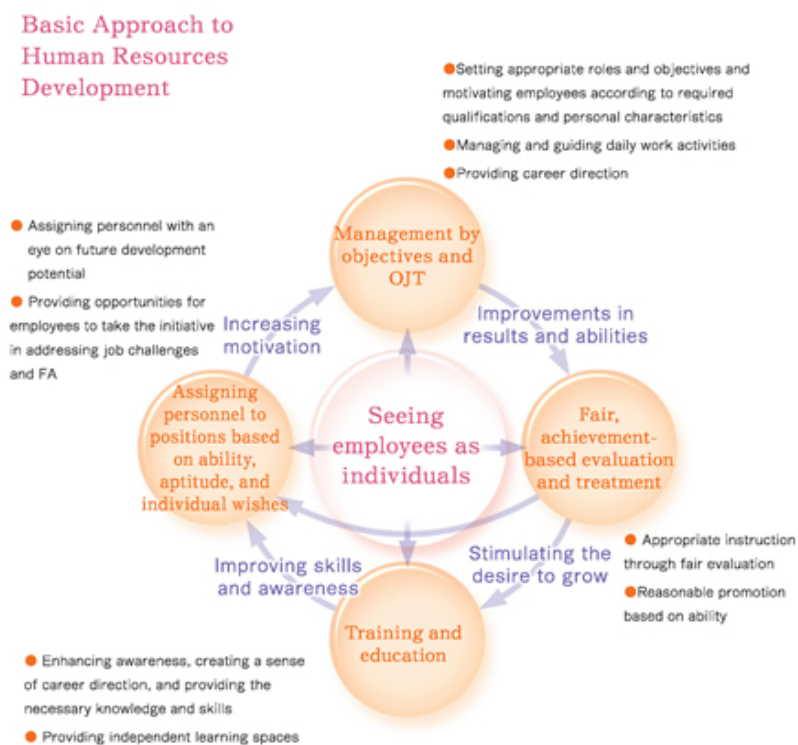 Basic Approach to
Human Resources
Development
●Setting appropriate roles and objectives and
motivating employees according to required
qualifications and personal characteristics
●Managing and guiding daily work activities
●Providing career direction
● Assigning personnel with an
eye on future development
potential
● Providing opportunities for
employees to take the initiative
in addressing job challenges
and FA
Management by
objectives and
OJT
Increasing
motivation
Improvements in
results and abilities
Assigning
personnel to
positions based
on ability,
aptitude, and
individual wishes
Seeing
employees as
individuals
Fair,
achievement-
based evaluation
and treatment
● Appropriate instruction
through fair evaluation
●Reasonable promotion
based on ability
Improving skills
and awareness
Stimulating the
desire to grow
Training and
education
● Enhancing awareness, creating a sense
of career direction, and providing the
necessary knowledge and skills
● Providing independent learning spaces